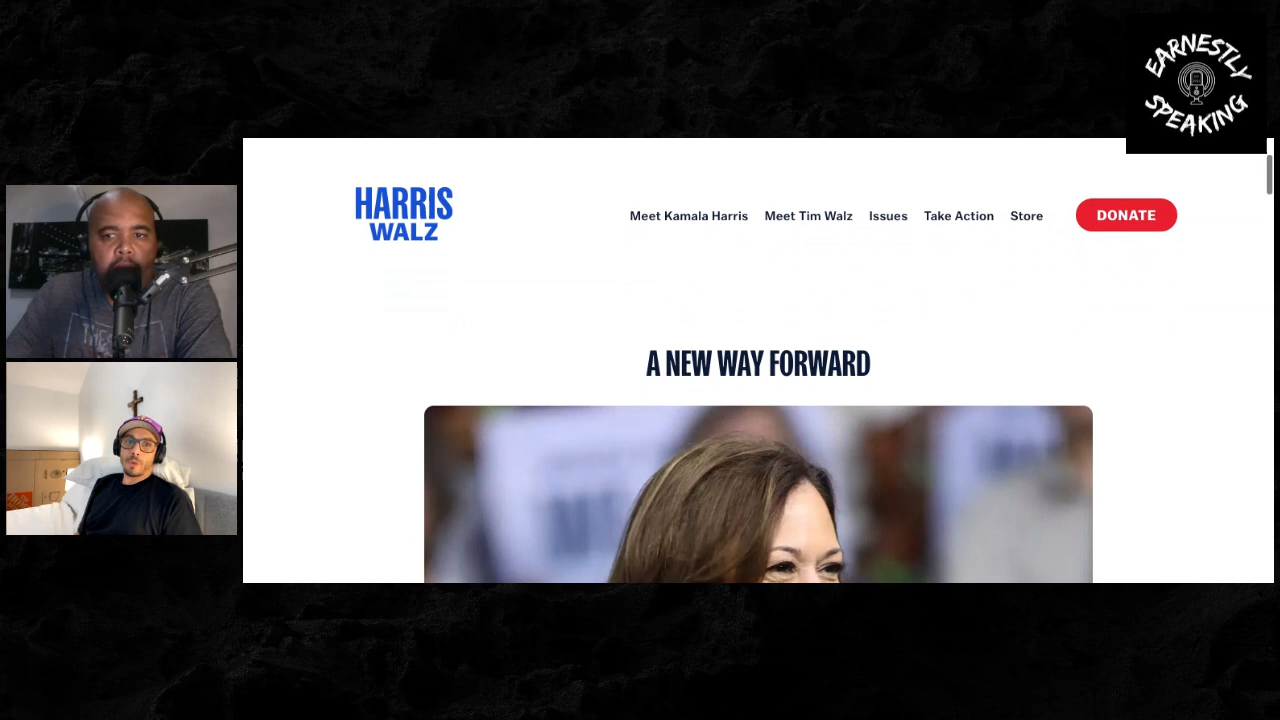 EARNESTLY
SPEAKING
HARRIS
WALZ
Meet Kamala Harris Meet Tim Walz Issues Take Action Store DONATE
A NEW WAY FORWARD